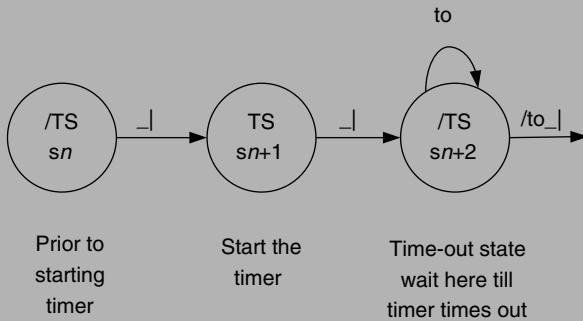 to
/TS
sn
_|
TS
sn+1
_|
/TS
sn+2
/to_|
Prior to
starting
timer
Start the
timer
Time-out state
wait here till
timer times out